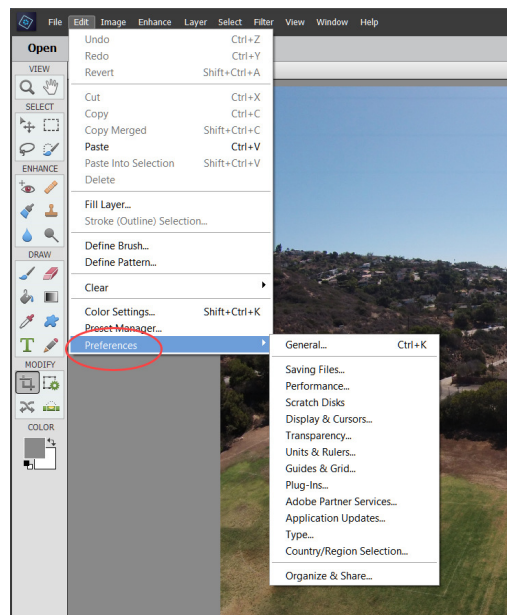 File Edit Image Enhance Layer Select Filter View Window Help
Open
VIEW
SELECT
ENHANCE
DRAW
T
MODIFY
COLOR
Undo Ctrl+Z
Redo Ctrl+Y
Revert Shift+Ctrl+A
Cut Ctrl+X
Copy Ctrl+C
Copy Merged Shift+Ctrl+C
Paste Ctrl+V
Paste Into Selection Shift+Ctrl+V
Delete
Fill Layer...
Stroke (Outline) Selection...
Define Brush...
Define Pattern...
Clear
Color Settings... Shift+Ctrl+K
Preset Manager...
Preferences
General... Ctrl+K
Saving Files...
Performance...
Scratch Disks
Display & Cursors...
Transparency...
Units & Rulers...
Guides & Grid...
Plug-Ins...
Adobe Partner Services...
Application Updates...
Type...
Country/Region Selection...
Organize & Share...